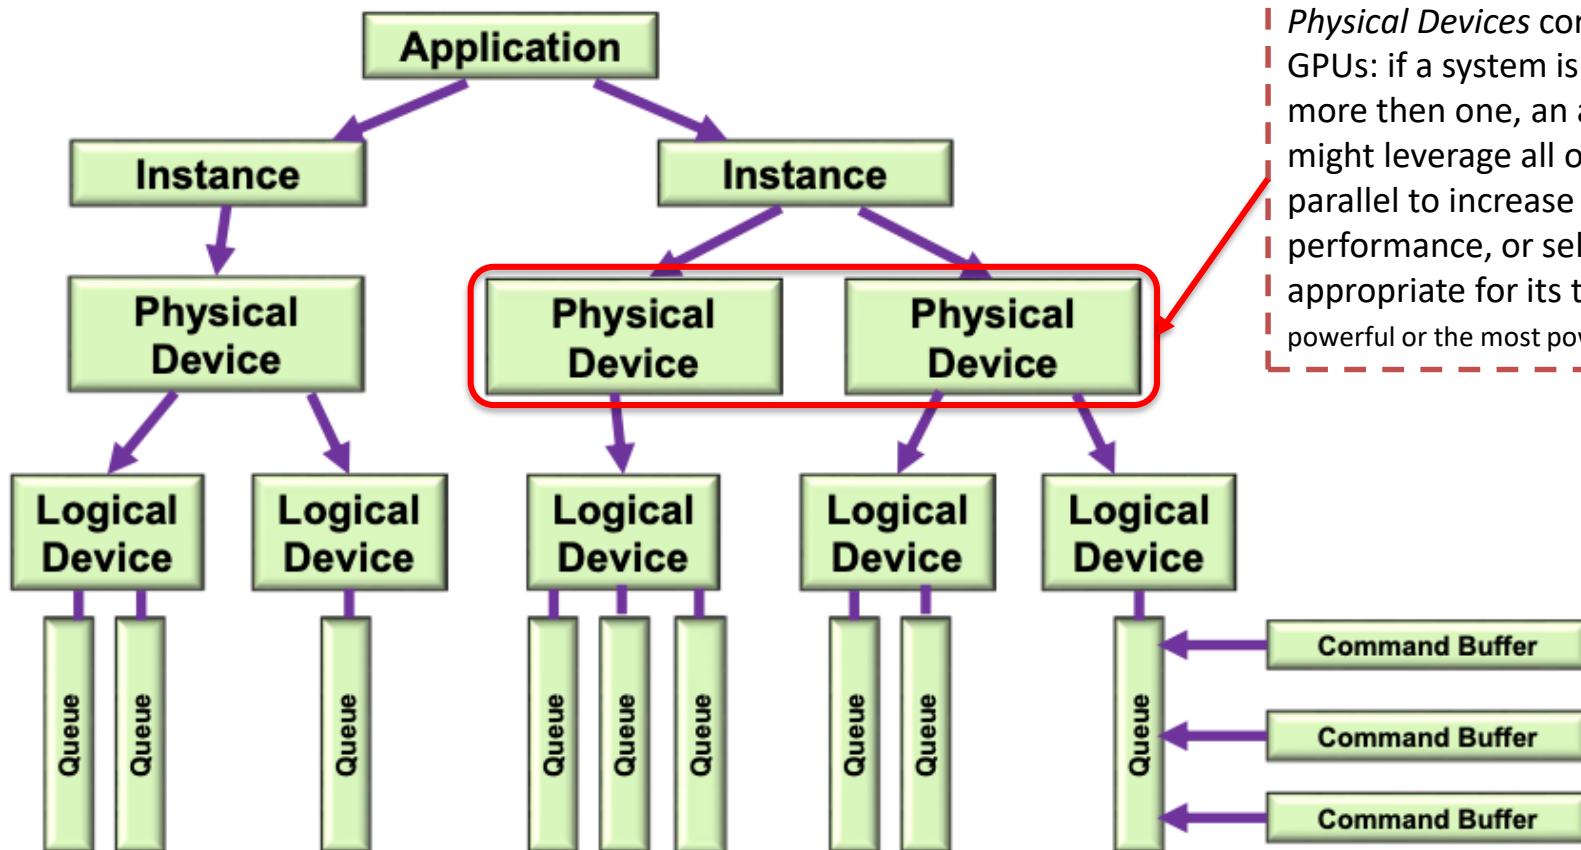 Application
Physical Devices
GPUs: if a system is
more then one, an
might leverage all
parallel to increase
performance, or
appropriate for its
powerful or the most
Instance
Instance
Physical
Device
Physical
Device
Physical
Device
Logical
Device
Logical
Device
Logical
Device
Logical
Device
Logical
Device
Queue
Queue
Queue
Queue
Queue
Queue
Queue
Queue
Queue
Command Buffer
Command Buffer
Command Buffer